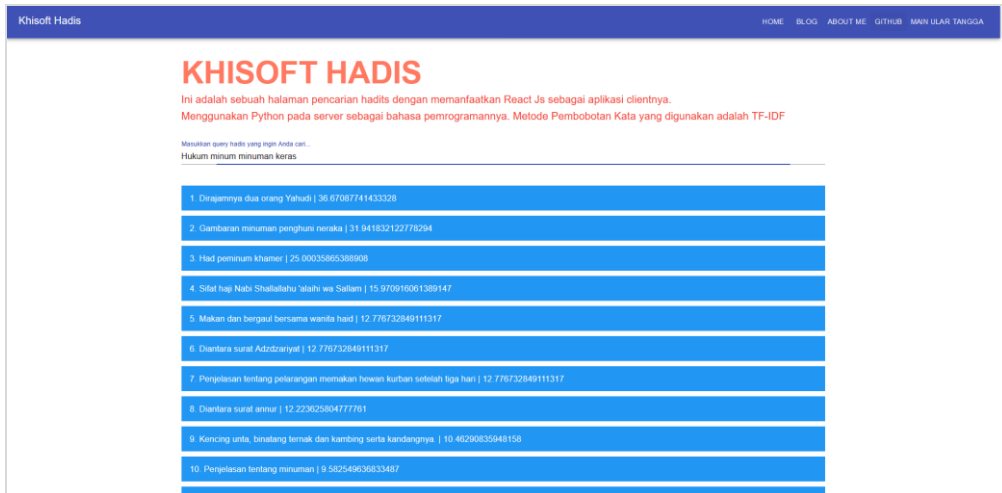 Khisoft Hadis
HOME BLOG ABOUT ME GITHUB MAIN ULAR TANGGA
KHISOFT HADIS
Ini adalah sebuah halaman pencarian hadits dengan memanfaatkan React Js sebagai aplikasi clientnya.
Menggunakan Python pada server sebagai bahasa pemrogramannya. Metode Pembobotan Kata yang digunakan adalah TF-IDF
Masukkan query hadis yang ingin Anda cari...
Hukum minum minuman keras
1. Dirajamnya dua orang Yahudi | 36.67087741433328
2. Gambaran minuman penghuni neraka | 31.941832122778294
3. Had peminum khamer | 25.00035865388908
4. Sifat haji Nabi Shallallahu 'alaihi wa Sallam | 15.970916061389147
5. Makan dan bergaul bersama wanita haid | 12.776732849111317
6. Diantara surat Adzdzariyat | 12.776732849111317
7. Penjelasan tentang pelarangan memakan hewan kurban setelah tiga hari | 12.776732849111317
8. Diantara surat annur | 12.223625804777761
9. Kencing unta, binatang ternak dan kambing serta kandangnya. | 10.46290835948158
10. Penjelasan tentang minuman | 9.582549636833487